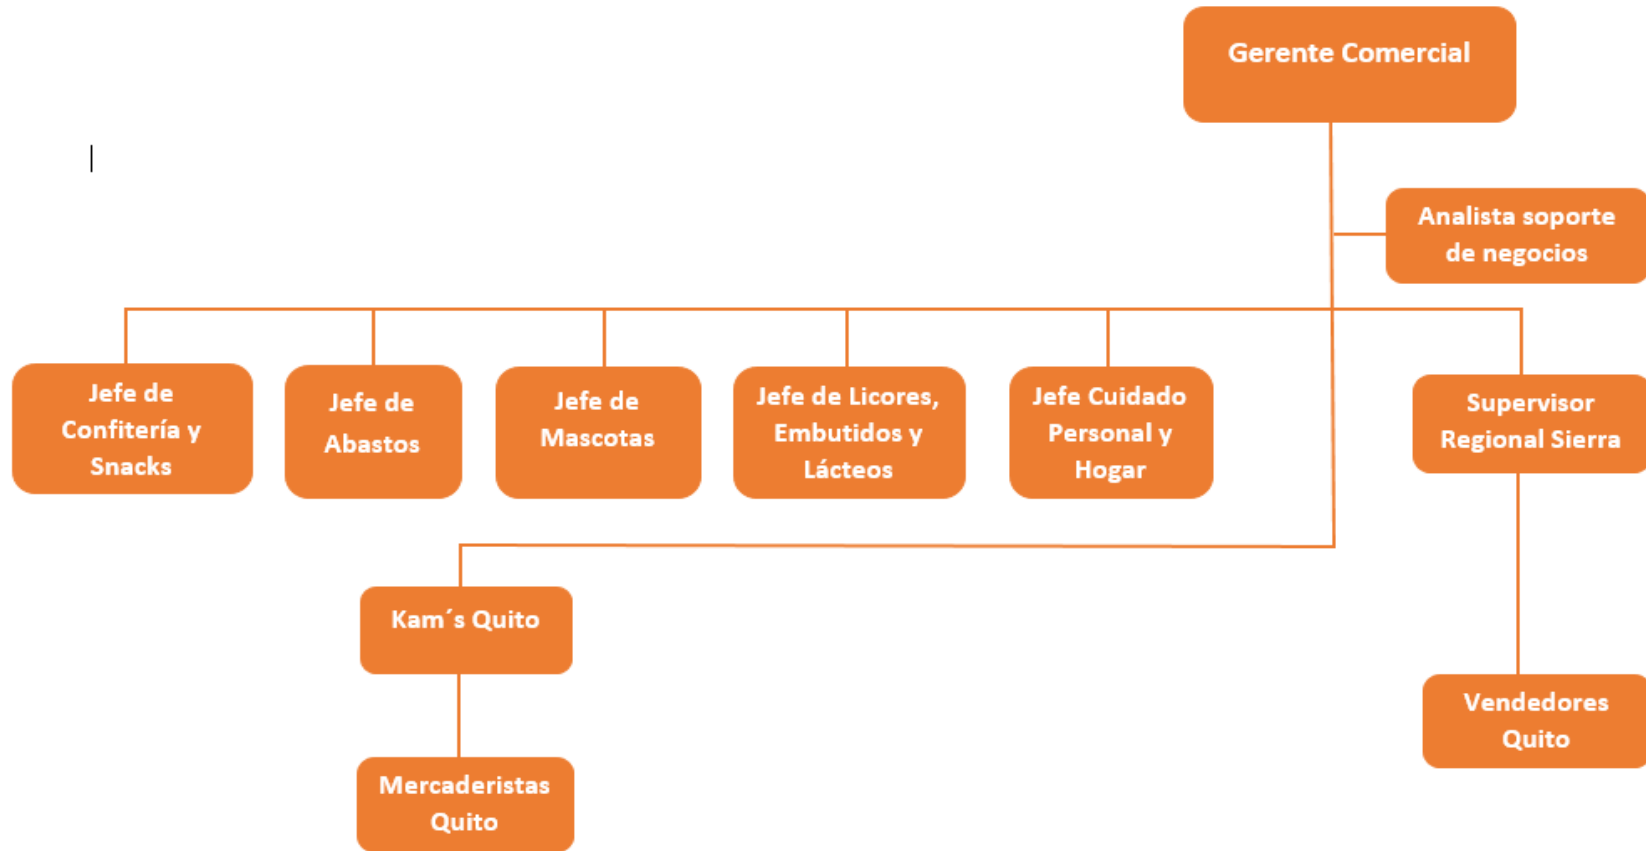 Gerente Comercial
Analista soporte
de negocios
Jefe de
Confitería y
Snacks
Jefe de
Abastos
Jefe de
Mascotas
Jefe de Licores,
Embutidos y
Lácteos
Jefe Cuidado
Personal y
Hogar
Supervisor
Regional Sierra
Kam´s Quito
Vendedores
Quito
Mercaderistas
Quito